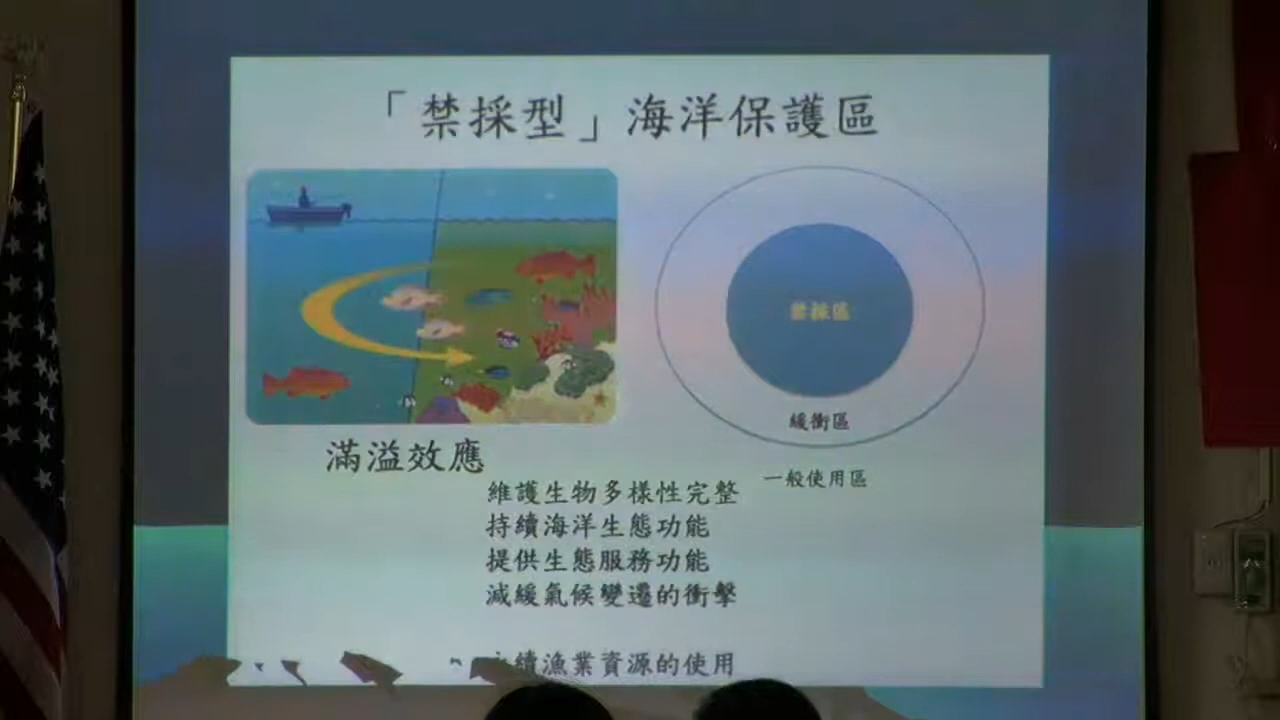 「禁採型」海洋保護區
禁採區
緩衝區
一般使用區
滿溢效應
維護生物多樣性完整
持續海洋生態功能
提供生態服務功能
減緩氣候變遷的衝擊
續漁業資源的使用